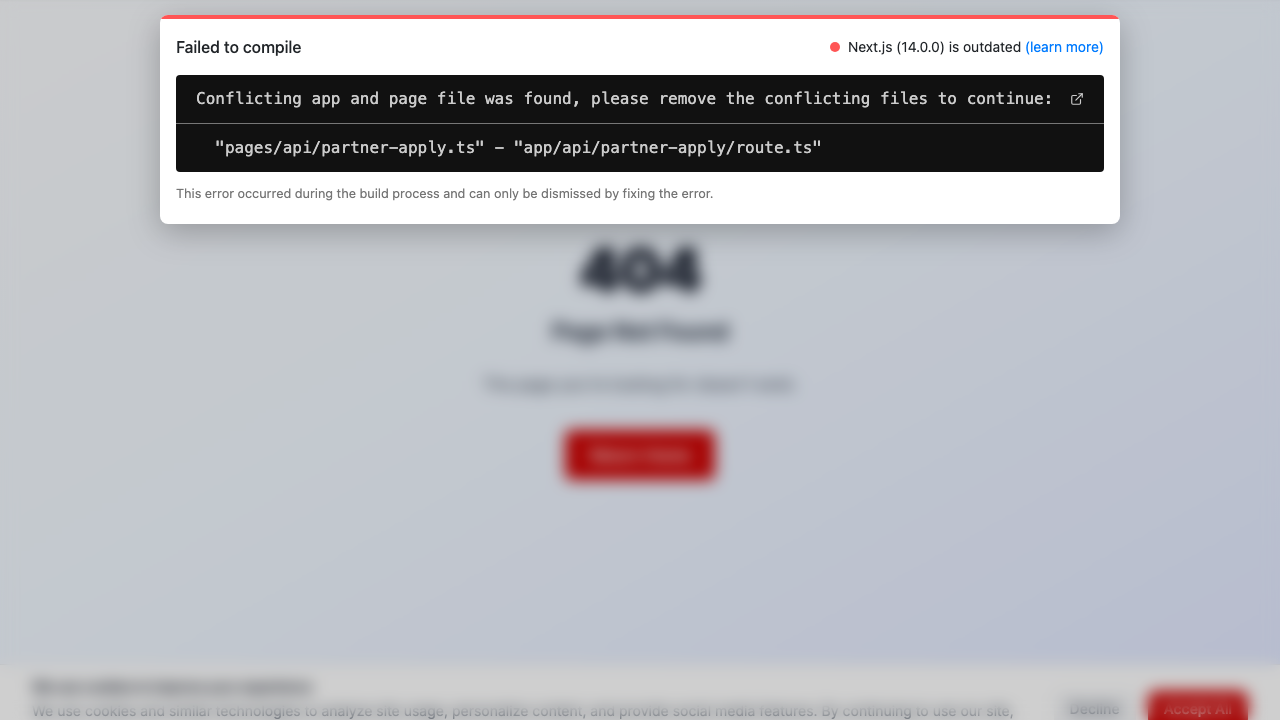 Failed to compile
Next.js (14.0.0) is outdated (learn more)
Conflicting app and page file was found, please remove the conflicting files to continue:
"pages/api/partner-apply.ts" - "app/api/partner-apply/route.ts"
This error occurred during the build process and can only be dismissed by fixing the error.
404
Page Not Found
We use cookies and similar technologies to analyze site usage, personalize content, and provide social media features. By continuing to use our site,
Decline
Accept All